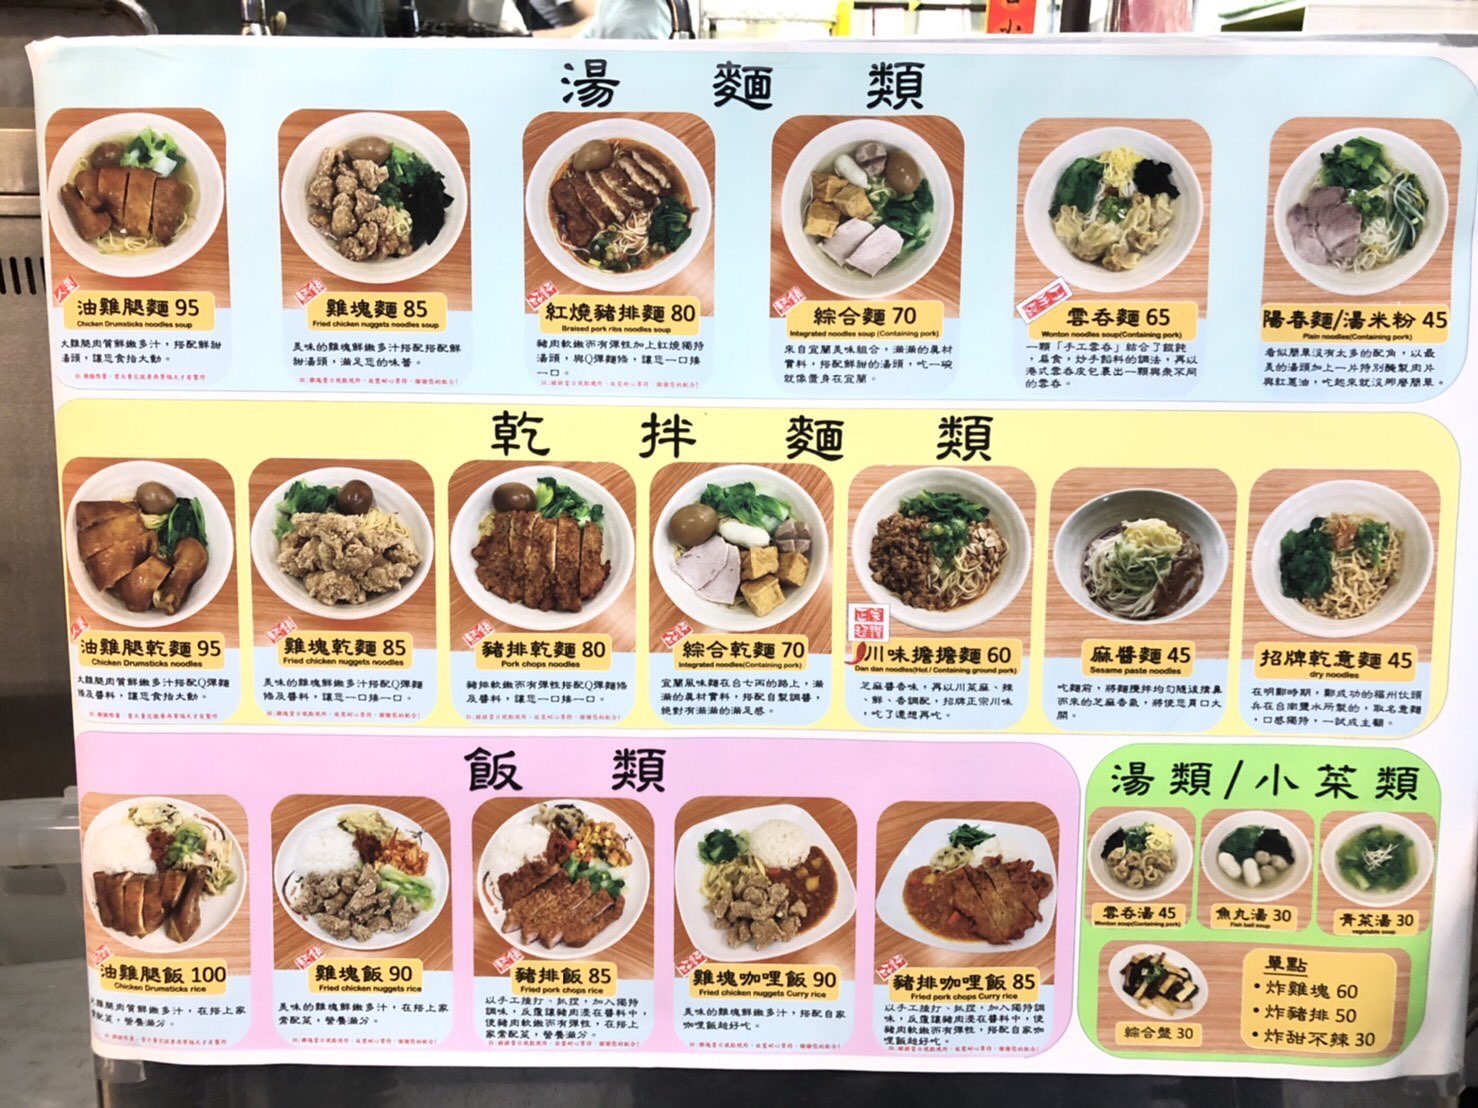 湯麵類
油雞腿麵 95
Chicken Drumsticks noodles soup
大雞腿肉質鮮嫩多汁，搭配鮮甜
湯頭，讓您食指大動。
雞塊麵 85
Fried chicken nuggets noodles soup
美味的雞塊鮮嫩多汁搭配搭配鮮
甜湯頭，滿足您的味蕾。
紅燒豬排麵 80
Braised pork ribs noodles soup
豬肉軟嫩而有彈性加上紅燒獨特
湯頭，與Q彈麵條，讓您一口接
一口。
綜合麵 70
Integrated noodles soup (Containing pork)
來自宜蘭美味組合，滿滿的真材
實料，搭配鮮甜的湯頭，吃一碗
就像置身在宜蘭。
雲吞麵 65
Wonton noodles soup(Containing pork)
一顆「手工雲吞」結合了餛飩
，扁食，炒手餡料的調法，再以
港式雲吞皮包裹出一顆與衆不同
的雲吞。
陽春麵/湯米粉 45
Plain noodles(Containing pork)
看似簡單沒有太多的配角，以最
美的湯頭加上一片特別醃製肉片
與紅蔥油，吃起來就沒那麼簡單。
乾拌麵類
油雞腿乾麵 95
Chicken Drumsticks noodles
大雞腿肉質鮮嫩多汁搭配Q彈麵
條及醬料，讓您食指大動。
雞塊乾麵 85
Fried chicken nuggets noodles
美味的雞塊鮮嫩多汁搭配Q彈麵
條及醬料，讓您一口接一口。
豬排乾麵 80
Pork chops noodles
豬肉軟嫩而有彈性搭配Q彈麵條
及醬料，讓您一口接一口。
綜合乾麵 70
Integrated noodles(Containing pork)
宜蘭風味麵在台七丙的路上，滿
滿的真材實料，搭配自製調醬，
絕對有滿滿的滿足感。
川味擔擔麵 60
Dan dan noodles(Hot / Containing ground pork)
芝麻醬香味，再以川菜麻、辣
、鮮、香調配，招牌正宗川味
，吃了還想再吃。
麻醬麵 45
Sesame paste noodles
吃麵前，將麵攪拌均勻隨後撲鼻
而來的芝麻香氣，將使您胃口大
開。
招牌乾意麵 45
dry noodles
在明鄭時期，鄭成功的福州伙頭
兵在台南鹽水所製的，取名意麵
，口感獨特，一試成主顧。
飯類
油雞腿飯 100
Chicken Drumsticks rice
大雞腿肉質鮮嫩多汁，在搭上家
常配菜，營養滿分。
雞塊飯 90
Fried chicken nuggets rice
美味的雞塊鮮嫩多汁，在搭上家
常配菜，營養滿分。
豬排飯 85
Fried pork chops rice
以手工捶打、抓捏，加入獨特
調味，反覆讓豬肉浸在醬料中，
使豬肉軟嫩而有彈性，在搭上
家常配菜，營養滿分。
雞塊咖哩飯 90
Fried chicken nuggets Curry rice
美味的雞塊鮮嫩多汁，搭配自家
咖哩飯超好吃。
豬排咖哩飯 85
Fried pork chops Curry rice
以手工捶打、抓捏，加入獨特調
味，反覆讓豬肉浸在醬料中，使
豬肉軟嫩而有彈性，搭配自家咖
哩飯超好吃。
湯類/小菜類
雲吞湯 45
Wonton soup(Containing pork)
魚丸湯 30
Fish ball soup
青菜湯 30
vegetable soup
綜合盤 30
單點
• 炸雞塊 60
• 炸豬排 50
• 炸甜不辣 30